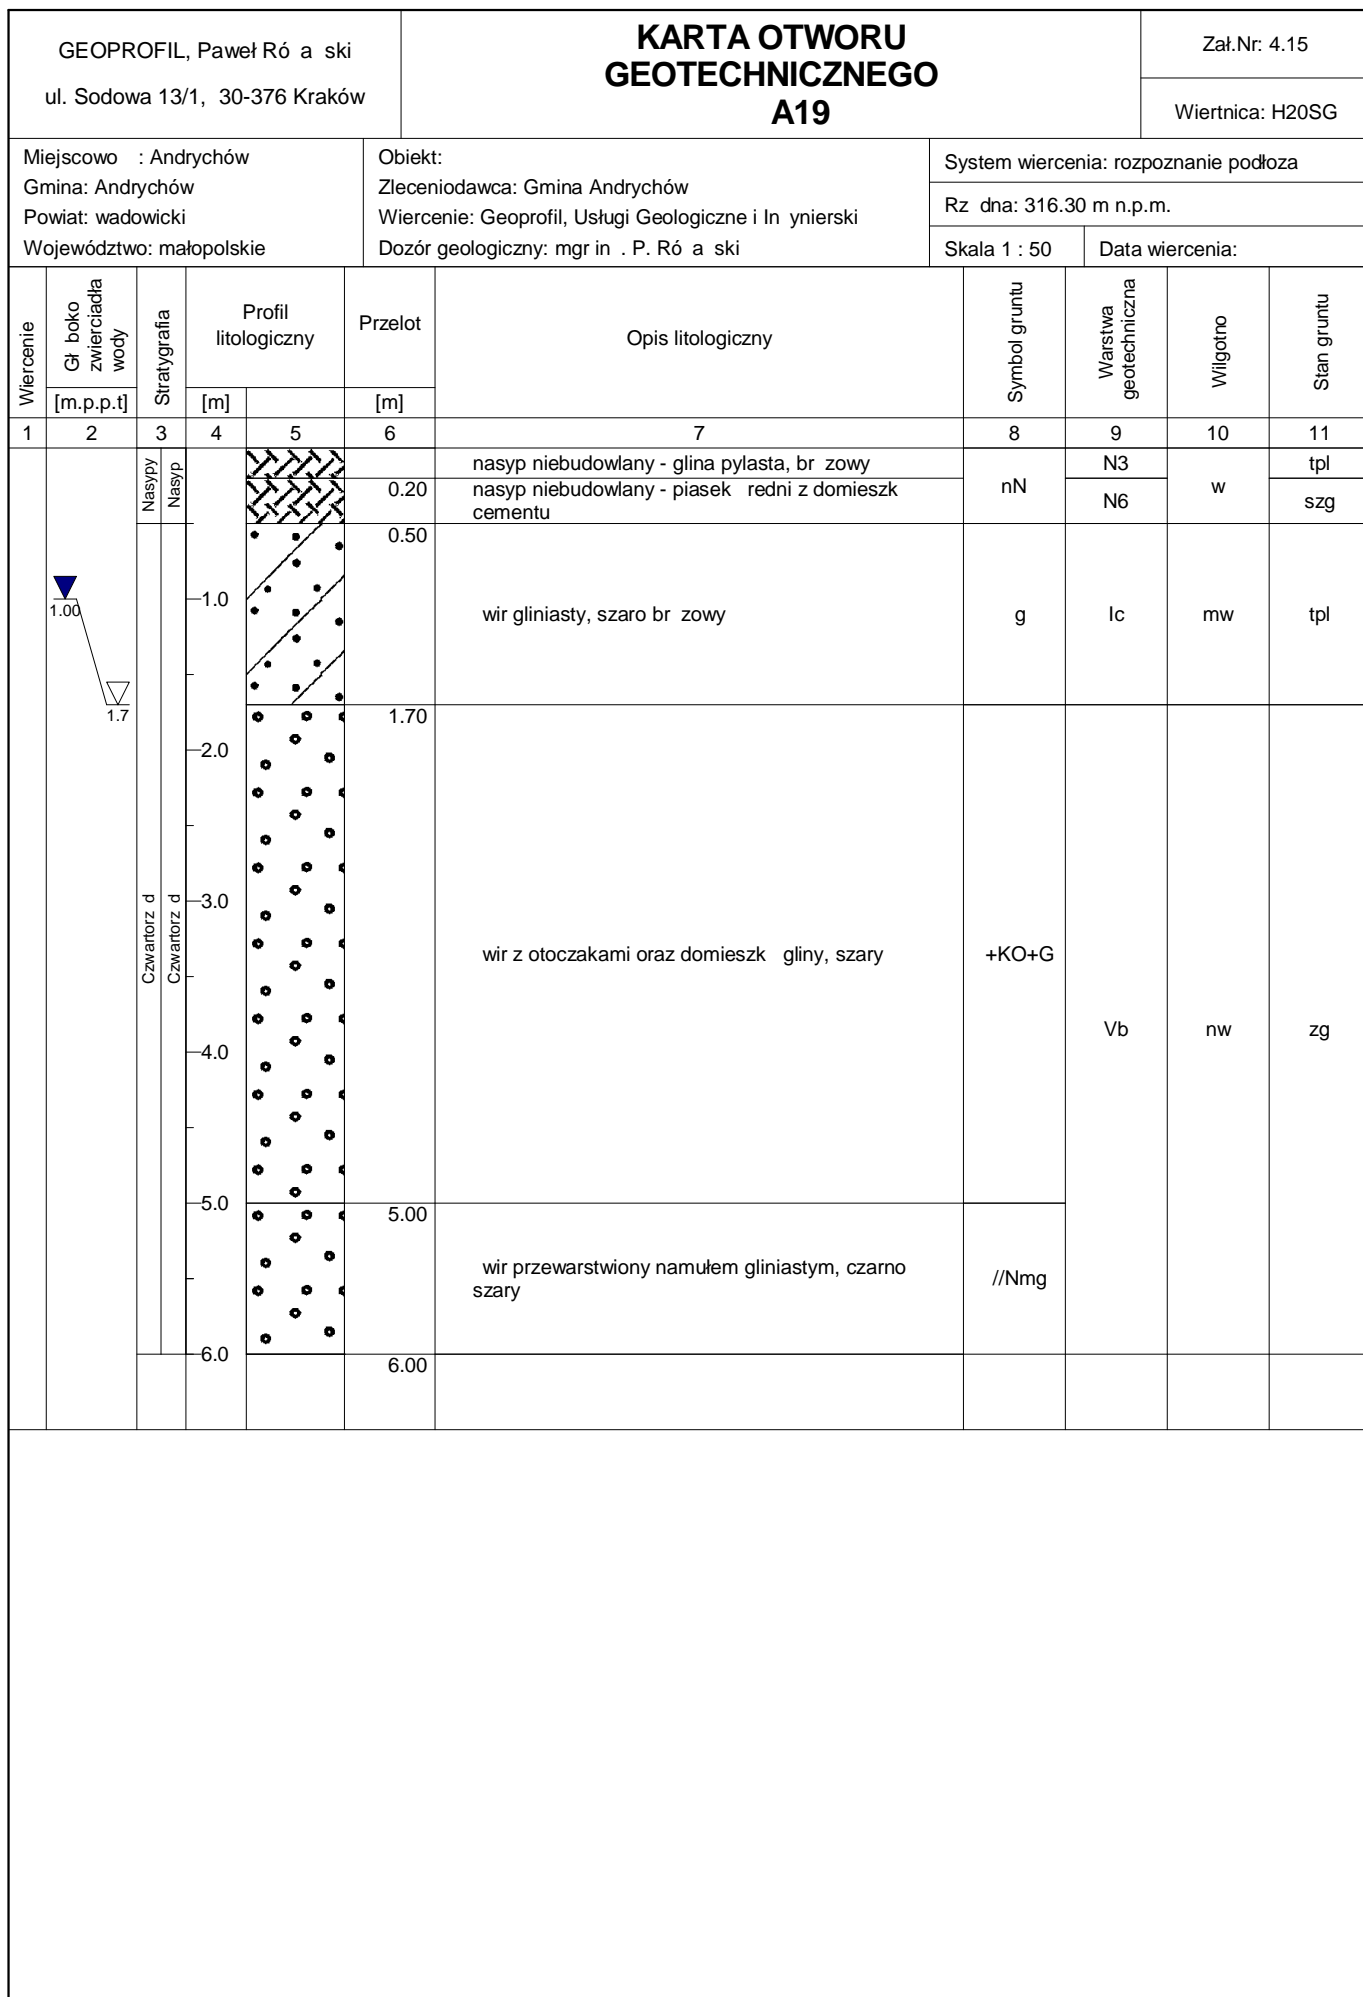 GEOPROFIL, Paweł Ró a ski
ul. Sodowa 13/1, 30-376 Kraków
KARTA OTWORU
GEOTECHNICZNEGO
A19
Zał.Nr: 4.15
Wiertnica: H20SG
Miejscowo : Andrychów
Gmina: Andrychów
Powiat: wadowicki
Województwo: małopolskie
Obiekt:
Zleceniodawca: Gmina Andrychów
Wiercenie: Geoprofil, Usługi Geologiczne i In ynierski
Dozór geologiczny: mgr in . P. Ró a ski
System wiercenia: rozpoznanie podłoza
Rz dna: 316.30 m n.p.m.
Skala 1 : 50
Data wiercenia:
Wiercenie
Gł boko
zwierciadła
wody
[m.p.p.t]
Stratygrafia
Profil
litologiczny
[m]
Przelot
[m]
Opis litologiczny
Symbol gruntu
Warstwa
geotechniczna
Wilgotno
Stan gruntu
1 2 3 4 5 6 7 8 9 10 11
Nasypy
Nasyp
nasyp niebudowlany - glina pylasta, br zowy
nN
N3
w
tpl
0.20
nasyp niebudowlany - piasek redni z domieszk
cementu
N6
szg
0.50
1.00
1.0
wir gliniasty, szaro br zowy
g
Ic
mw
tpl
1.7
1.70
2.0
Czwartorz d
Czwartorz d
3.0
wir z otoczakami oraz domieszk gliny, szary
+KO+G
4.0
Vb
nw
zg
5.0
5.00
wir przewarstwiony namułem gliniastym, czarno
szary
//Nmg
6.0
6.00